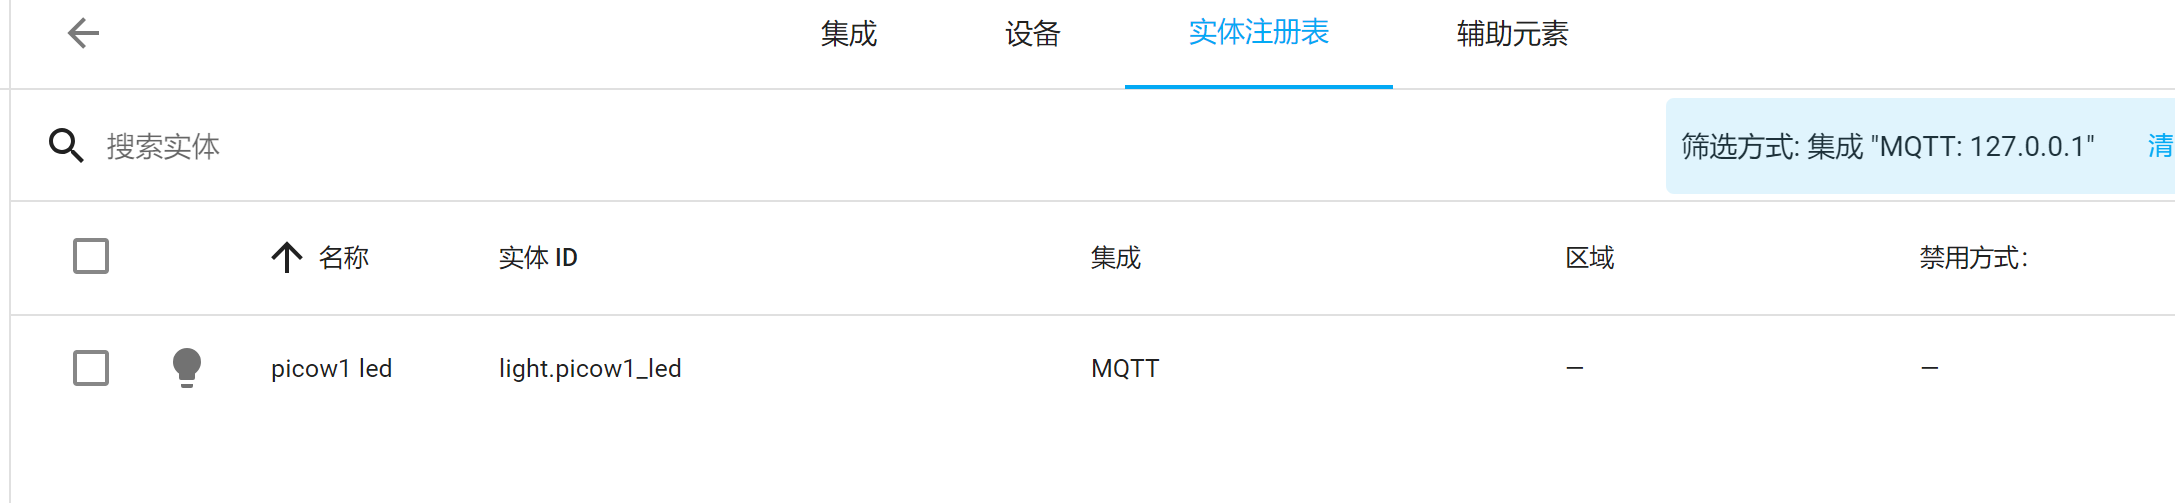 集成 设备 实体注册表 辅助元素
搜索实体 筛选方式: 集成 "MQTT: 127.0.0.1" 清
名称 实体 ID 集成 区域 禁用方式:
picow1 led light.picow1_led MQTT — —